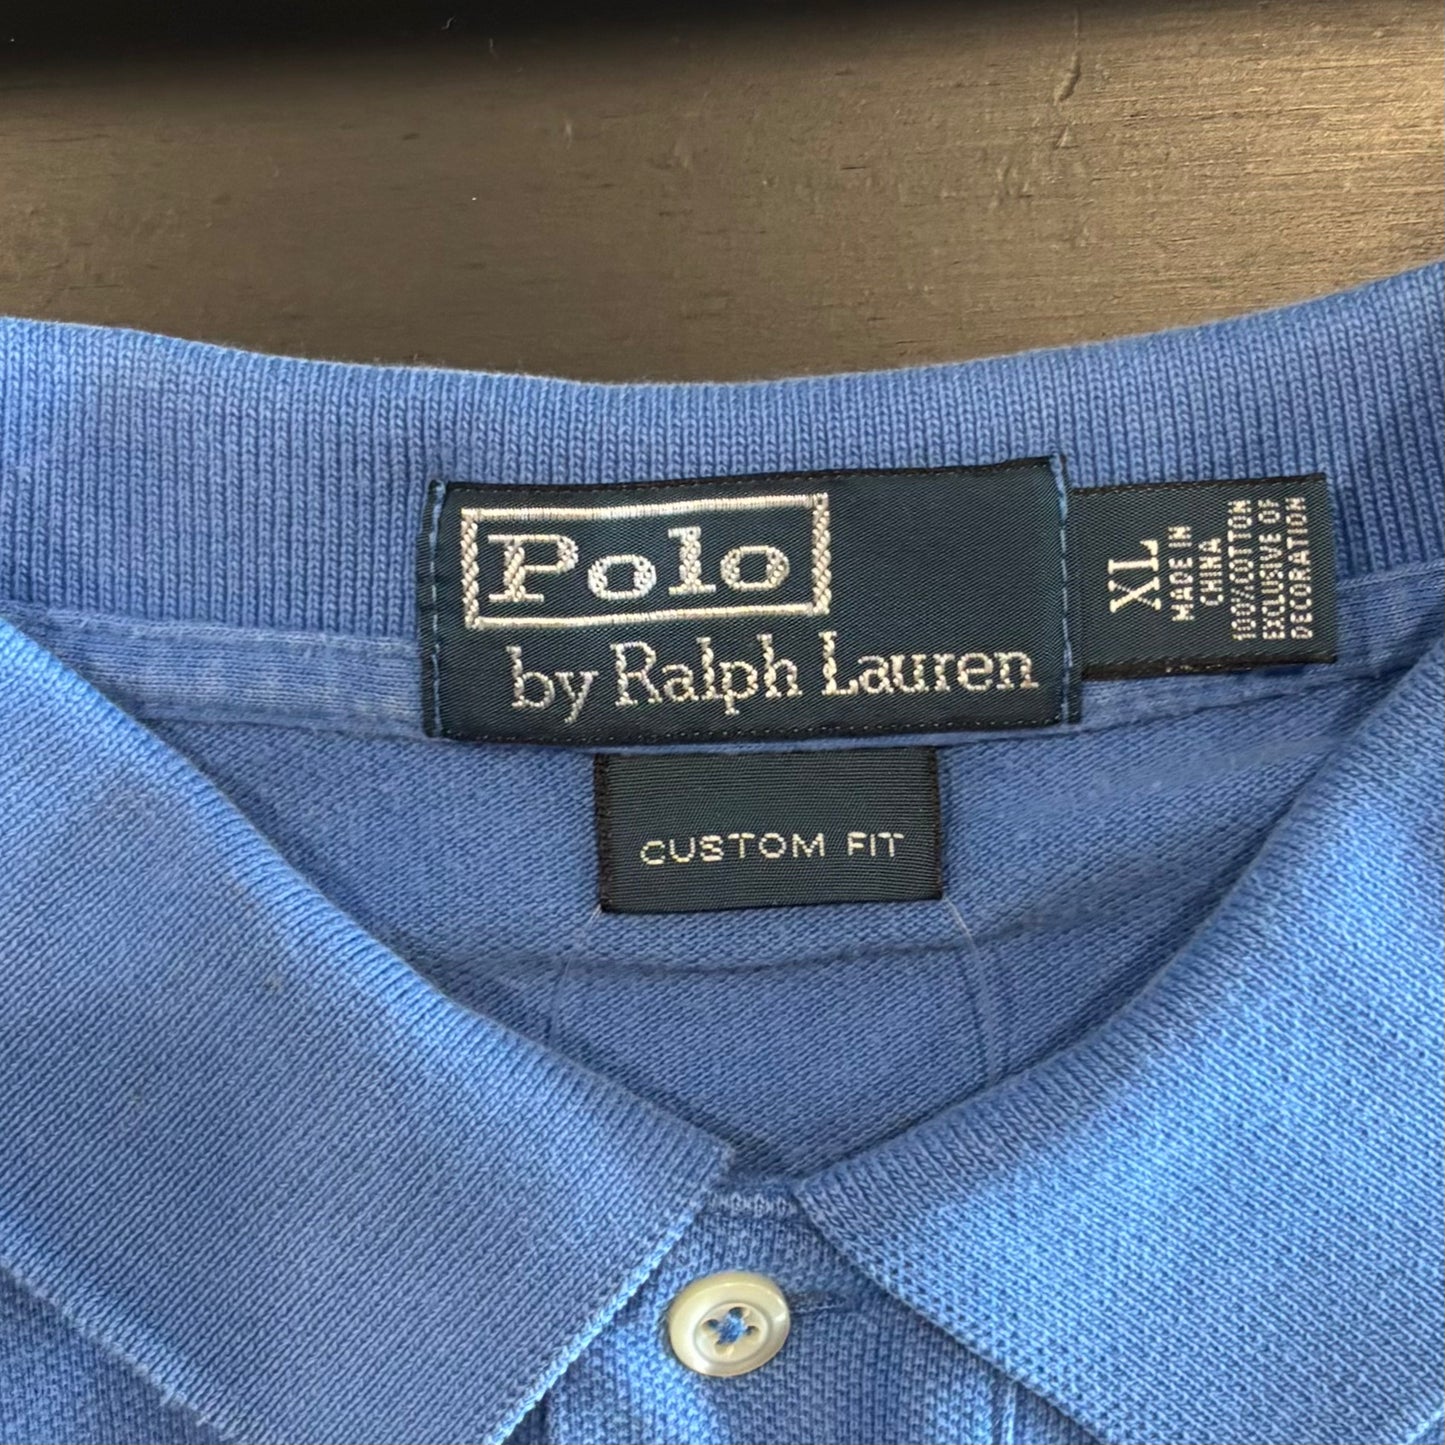 Polo
by Ralph Lauren
XL
MADE IN
CHINA
100% COTTON
EXCLUSIVE OF
DECORATION
CUSTOM FIT